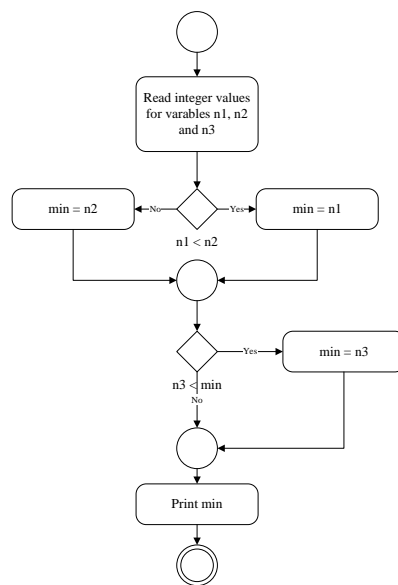 Read integer values
for varables n1, n2
and n3
min = n2
No
Yes
min = n1
n1 < n2
Yes
min = n3
n3 < min
No
Print min